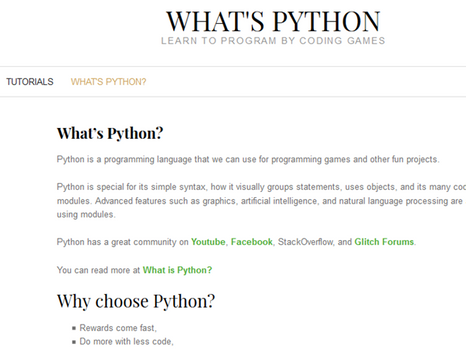 WHAT'S PYTHON
LEARN TO PROGRAM BY CODING GAMES
TUTORIALS WHAT'S PYTHON?
What's Python?
Python is a programming language that we can use for programming games and other fun projects.
Python is special for its simple syntax, how it visually groups statements, uses objects, and its many
modules. Advanced features such as graphics, artificial intelligence, and natural language processing are
using modules.
Python has a great community on Youtube, Facebook, StackOverflow, and Glitch Forums.
You can read more at What is Python?
Why choose Python?
Rewards come fast,
Do more with less code,